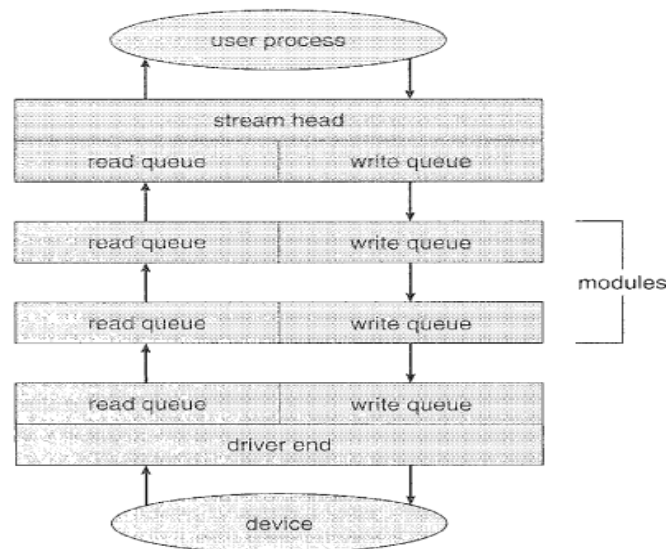 user process
stream head
read queue write queue
read queue write queue
modules
read queue write queue
read queue write queue
driver end
device